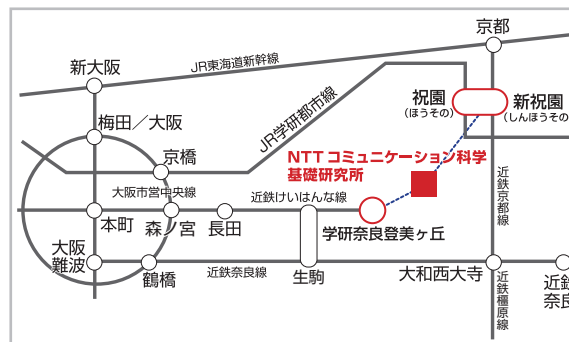 京都
JR東海道新幹線
新大阪
JR学研都市線
祝園
(ほうその)
新祝園
(しんほうその
梅田／大阪
京橋
NTTコミュニケーション科学
基礎研究所
大阪市営中央線
近鉄けいはんな線
近鉄京都線
本町
森ノ宮
長田
学研奈良登美ヶ丘
大阪
難波
鶴橋
近鉄奈良線
生駒
大和西大寺
近鉄橿原線
近鉄
奈良